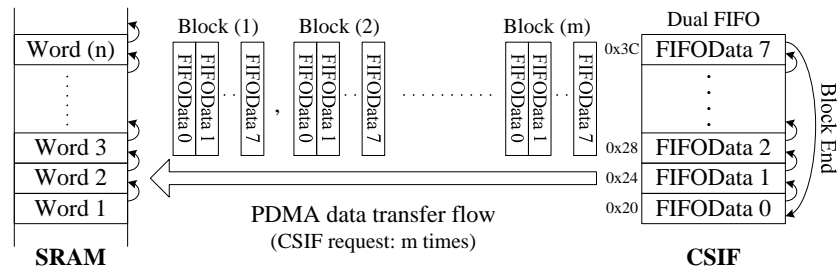 Block (1)
Block (2)
Block (m)
Dual FIFO
Word (n)
Word 3
Word 2
Word 1
SRAM
FIFOData 0
FIFOData 1
FIFOData 7
,
FIFOData 0
FIFOData 1
FIFOData 7
FIFOData 0
FIFOData 1
FIFOData 7
PDMA data transfer flow
(CSIF request: m times)
0x3C
FIFOData 7
0x28
FIFOData 2
0x24
FIFOData 1
0x20
FIFOData 0
Block End
CSIF